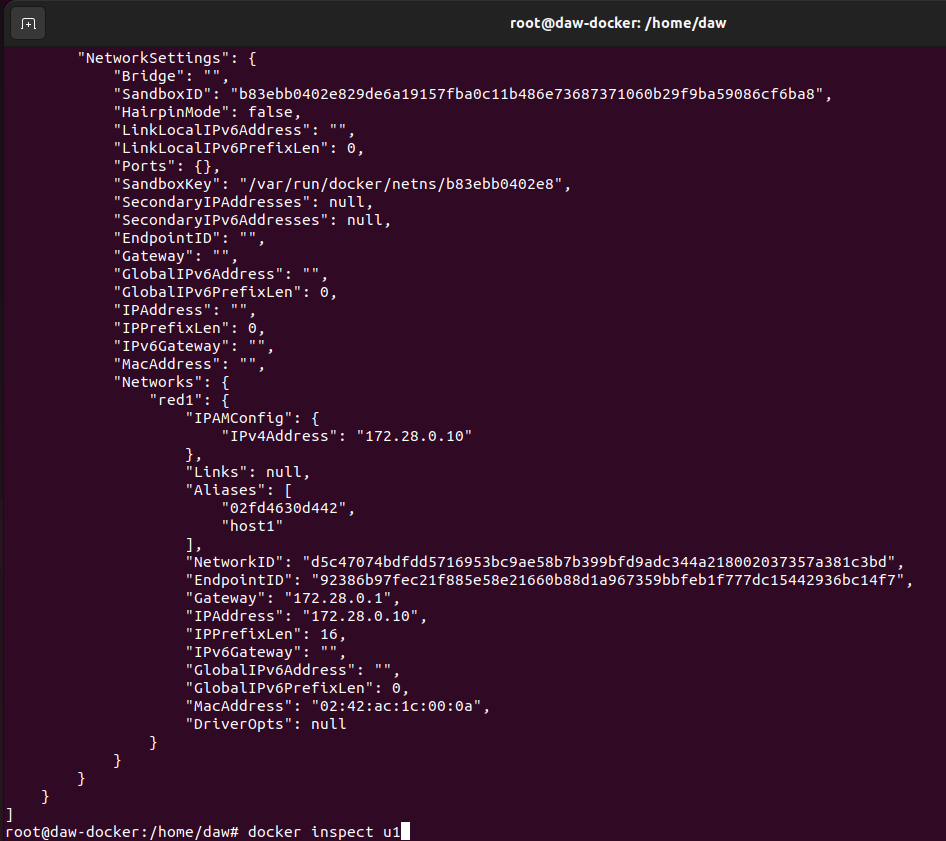 root@daw-docker: /home/daw
"NetworkSettings": {
"Bridge": "",
"SandboxID": "b83ebb0402e829de6a19157fba0c11b486e73687371060b29f9ba59086cf6ba8",
"HairpinMode": false,
"LinkLocalIPv6Address": "",
"LinkLocalIPv6PrefixLen": 0,
"Ports": {},
"SandboxKey": "/var/run/docker/netns/b83ebb0402e8",
"SecondaryIPAddresses": null,
"SecondaryIPv6Addresses": null,
"EndpointID": "",
"Gateway": "",
"GlobalIPv6Address": "",
"GlobalIPv6PrefixLen": 0,
"IPAddress": "",
"IPPrefixLen": 0,
"IPv6Gateway": "",
"MacAddress": "",
"Networks": {
"red1": {
"IPAMConfig": {
"IPv4Address": "172.28.0.10"
},
"Links": null,
"Aliases": [
"02fd4630d442",
"host1"
],
"NetworkID": "d5c47074bdfdd5716953bc9ae58b7b399bfd9adc344a218002037357a381c3bd",
"EndpointID": "92386b97fec21f885e58e21660b88d1a967359bbfeb1f777dc15442936bc14f7",
"Gateway": "172.28.0.1",
"IPAddress": "172.28.0.10",
"IPPrefixLen": 16,
"IPv6Gateway": "",
"GlobalIPv6Address": "",
"GlobalIPv6PrefixLen": 0,
"MacAddress": "02:42:ac:1c:00:0a",
"DriverOpts": null
}
}
}
}
]
root@daw-docker:/home/daw# docker inspect u1